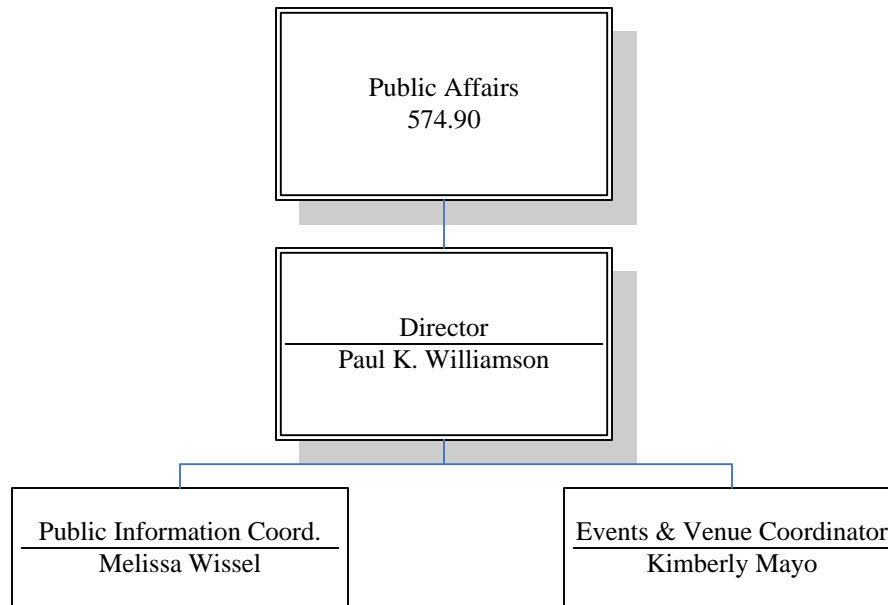 Public Affairs
574.90
Director
Paul K. Williamson
Public Information Coord.
Melissa Wissel
Events & Venue Coordinator
Kimberly Mayo